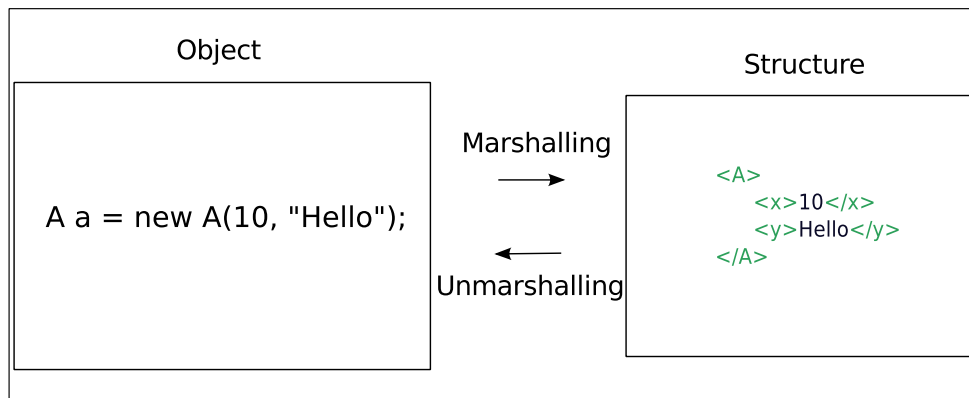 Object
Structure
Marshalling
A a = new A(10, "Hello");
<A>
<x>10</x>
<y>Hello</y>
</A>
Unmarshalling